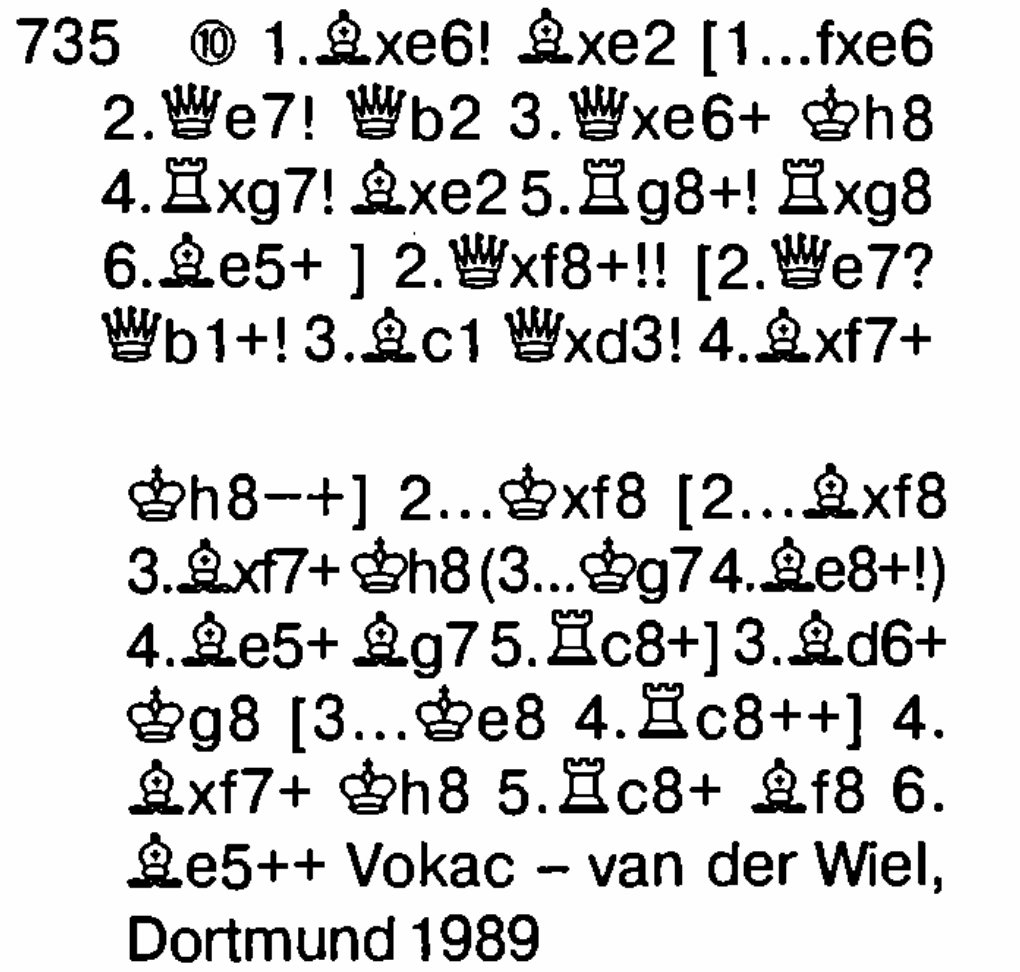 735 ⑩ 1.♗xe6! ♗xe2 [1...fxe6
2.♕e7! ♕b2 3.♕xe6+ ♔h8
4.♖xg7! ♗xe2 5.♖g8+! ♖xg8
6.♗e5+ ] 2.♕xf8+!! [2.♕e7?
♕b1+! 3.♗c1 ♕xd3! 4.♗xf7+
♔h8−+] 2...♔xf8 [2...♗xf8
3.♗xf7+ ♔h8 (3...♔g7 4.♗e8+!)
4.♗e5+ ♗g7 5.♖c8+] 3.♗d6+
♔g8 [3...♔e8 4.♖c8++] 4.
♗xf7+ ♔h8 5.♖c8+ ♗f8 6.
♗e5++ Vokac – van der Wiel,
Dortmund 1989